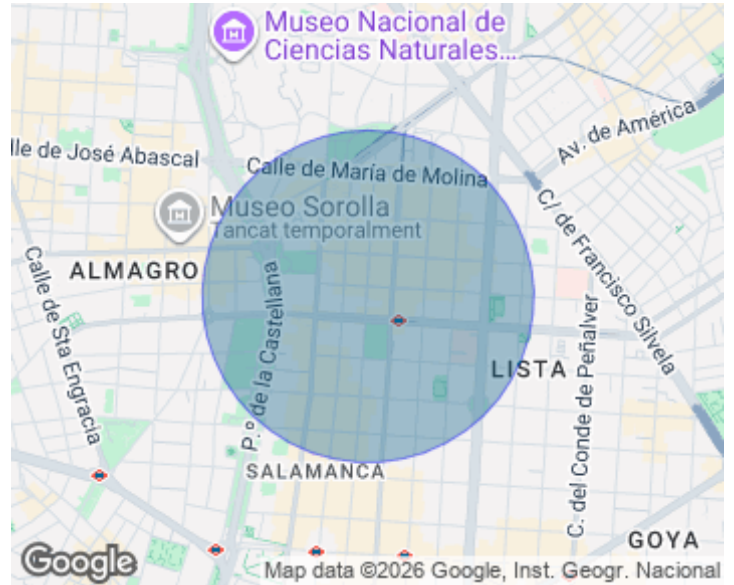 Museo Nacional de
Ciencias Naturales...
Av. de América
lle de José Abascal
Calle de María de Molina
Museo Sorolla
Tancat temporalment
C/ de Francisco Silvela
ALMAGRO
Calle de Sta Engracia
P.º de la Castellana
C. del Conde de Peñalver
LISTA
SALAMANCA
GOYA
Google
Map data ©2026 Google, Inst. Geogr. Nacional